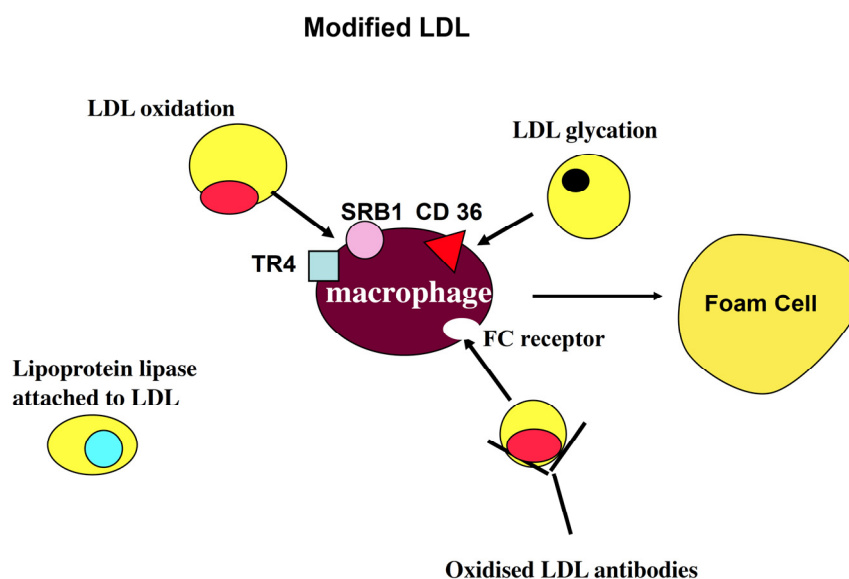 Modified LDL
LDL oxidation
LDL glycation
SRB1
CD 36
TR4
macrophage
Foam Cell
FC receptor
Lipoprotein lipase
attached to LDL
Oxidised LDL antibodies